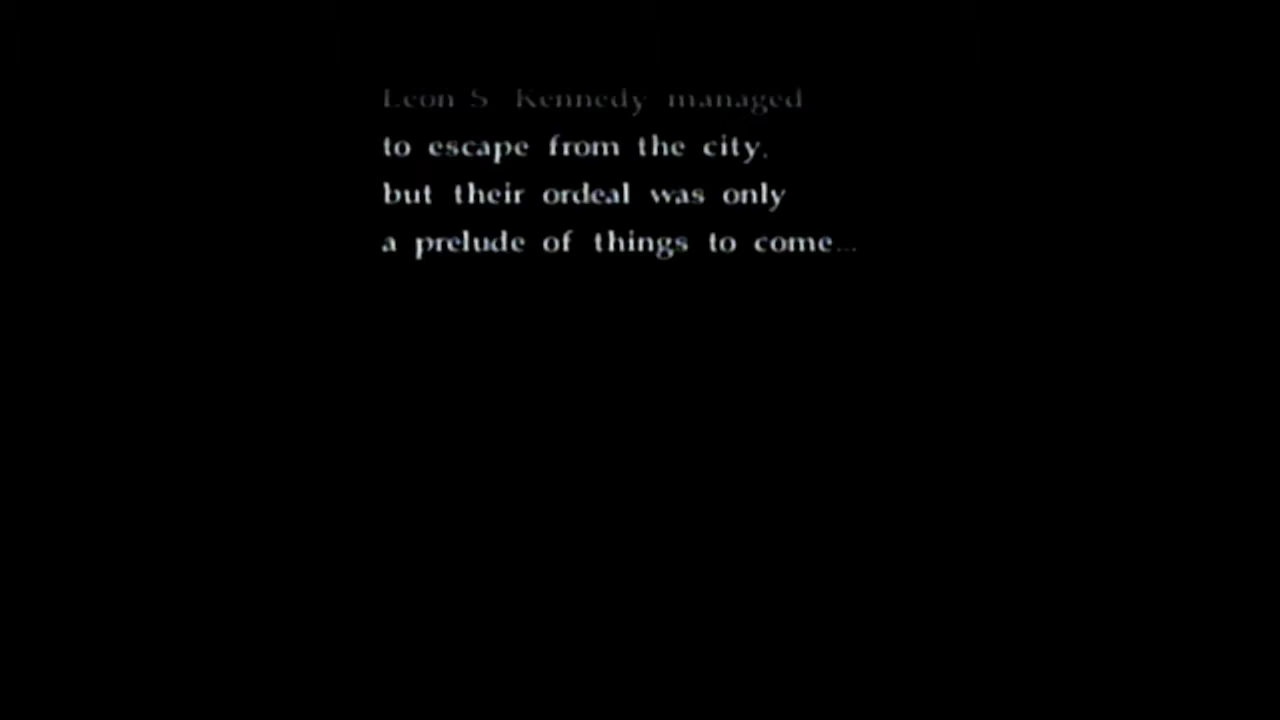 Leon S. Kennedy managed
to escape from the city,
but their ordeal was only
a prelude of things to come...